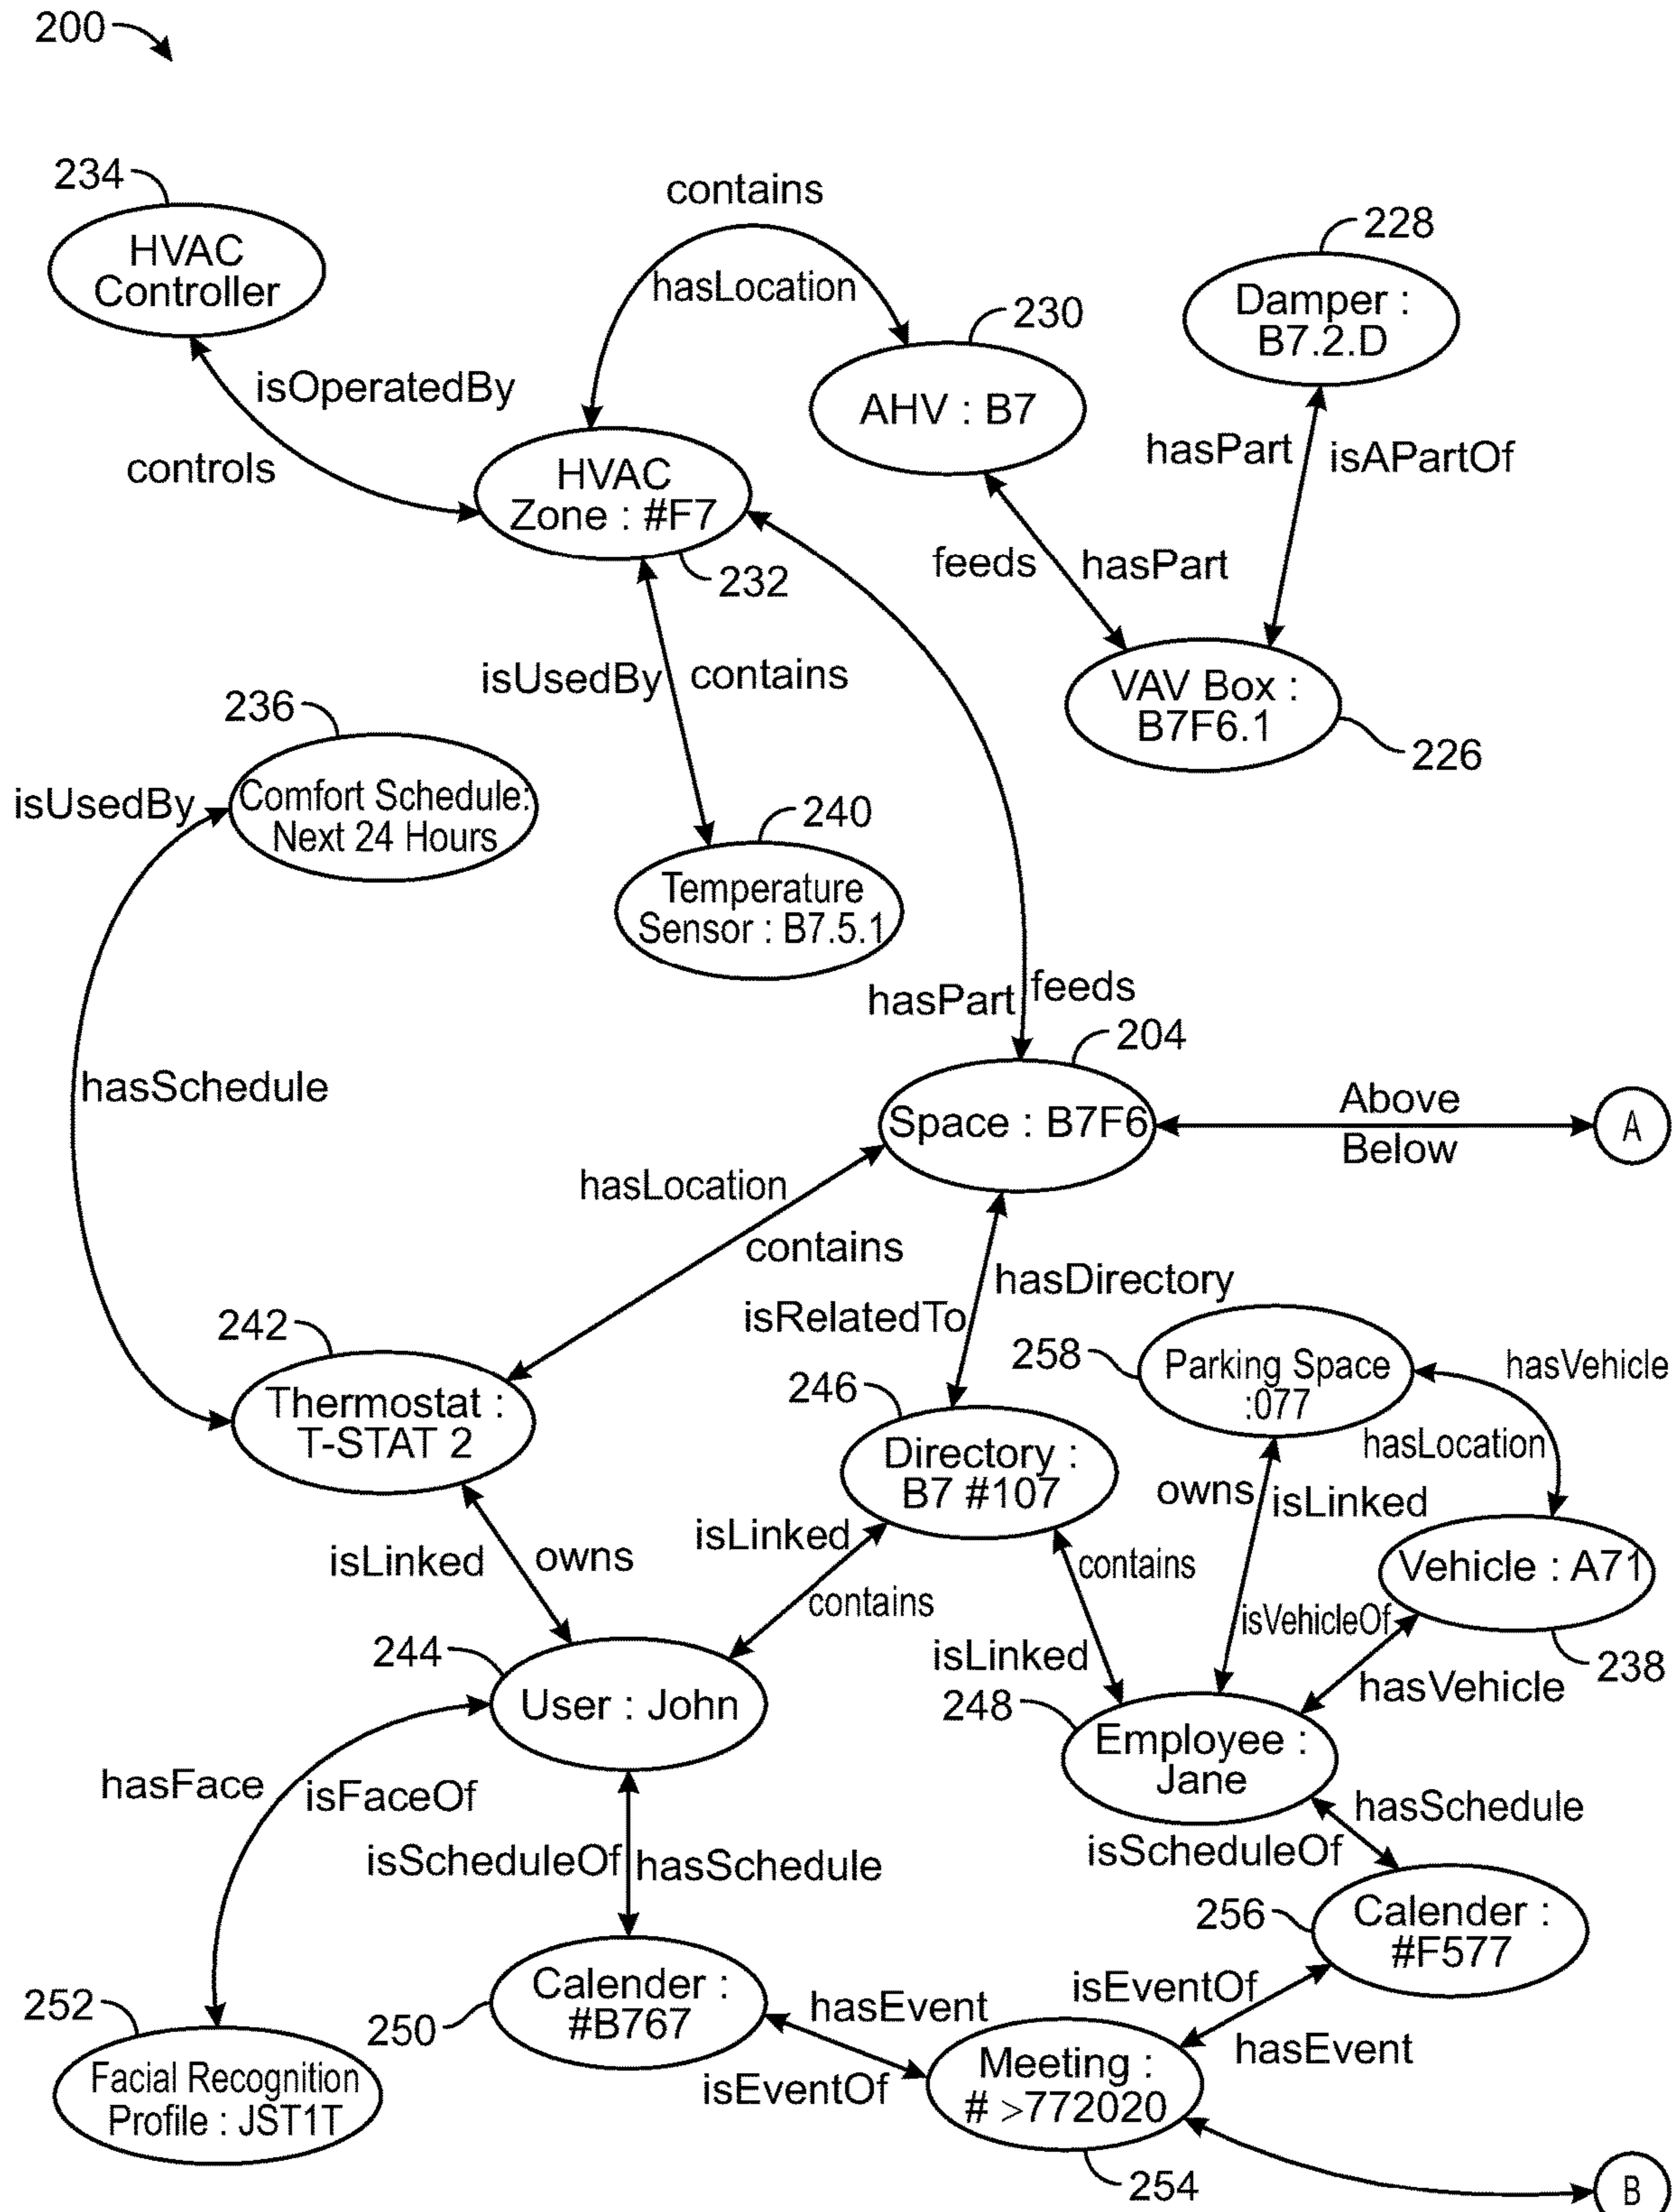 200
234
HVAC
Controller
contains
hasLocation
228
Damper :
B7.2.D
230
AHV : B7
isOperatedBy
controls
HVAC
Zone : #F7
232
hasPart
isAPartOf
feeds
hasPart
VAV Box :
B7F6.1
226
isUsedBy
contains
236
isUsedBy
Comfort Schedule:
Next 24 Hours
240
Temperature
Sensor : B7.5.1
hasPart
feeds
204
hasSchedule
Space : B7F6
Above
Below
A
hasLocation
contains
isRelatedTo
hasDirectory
242
Thermostat :
T-STAT 2
246
Directory :
B7 #107
258
Parking Space
:077
hasVehicle
hasLocation
owns
isLinked
Vehicle : A71
238
isLinked
owns
isLinked
contains
contains
isLinked
isVehicleOf
hasVehicle
244
User : John
248
Employee :
Jane
hasFace
isFaceOf
isScheduleOf
hasSchedule
hasSchedule
isScheduleOf
256
Calender :
#F577
252
Facial Recognition
Profile : JST1T
250
Calender :
#B767
hasEvent
isEventOf
isEventOf
hasEvent
Meeting :
# >772020
254
B